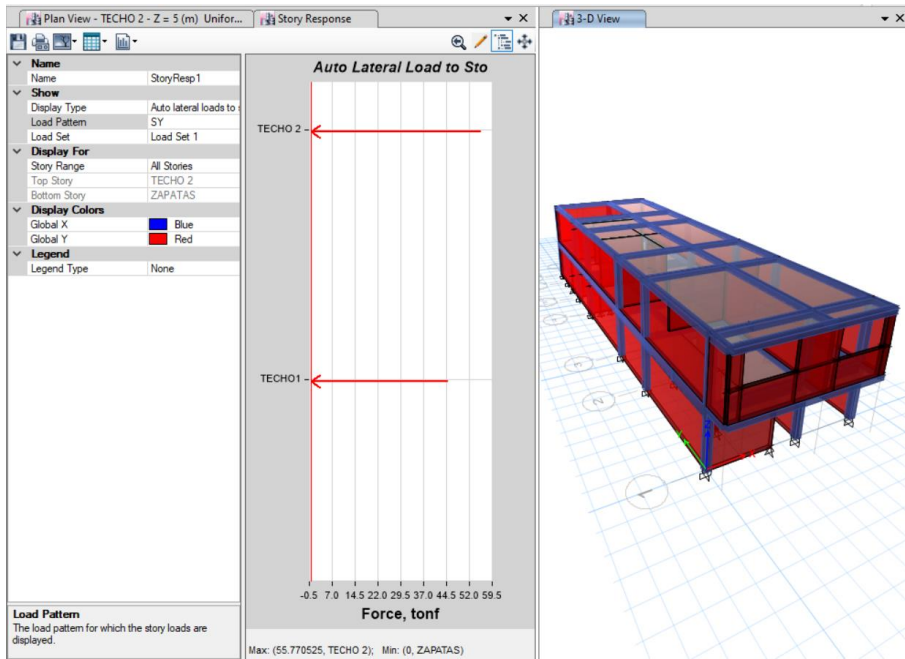 Plan View - TECHO 2 - Z = 5 (m) Unifor...
Story Response
3-D View
Name
Name StoryResp1
Show
Display Type Auto lateral loads to s
Load Pattern SY
Load Set Load Set 1
Display For
Story Range All Stories
Top Story TECHO 2
Bottom Story ZAPATAS
Display Colors
Global X Blue
Global Y Red
Legend
Legend Type None
Load Pattern
The load pattern for which the story loads are
displayed.
Auto Lateral Load to Sto
TECHO 2
TECHO1
-0.5 7.0 14.5 22.0 29.5 37.0 44.5 52.0 59.5
Force, tonf
Max: (55.770525, TECHO 2); Min: (0, ZAPATAS)
3
2
1